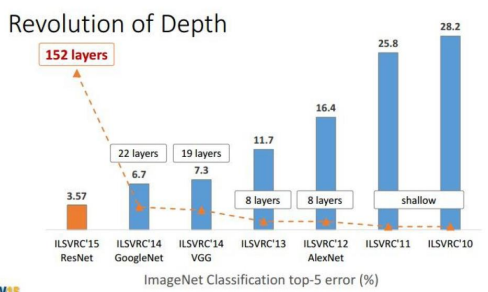 Revolution of Depth
28.2
25.8
152 layers
16.4
11.7
22 layers
19 layers
6.7
7.3
3.57
8 layers
8 layers
shallow
ILSVRC'15
ResNet
ILSVRC'14
GoogleNet
ILSVRC'14
VGG
ILSVRC'13
ILSVRC'12
AlexNet
ILSVRC'11
ILSVRC'10
ImageNet Classification top-5 error (%)